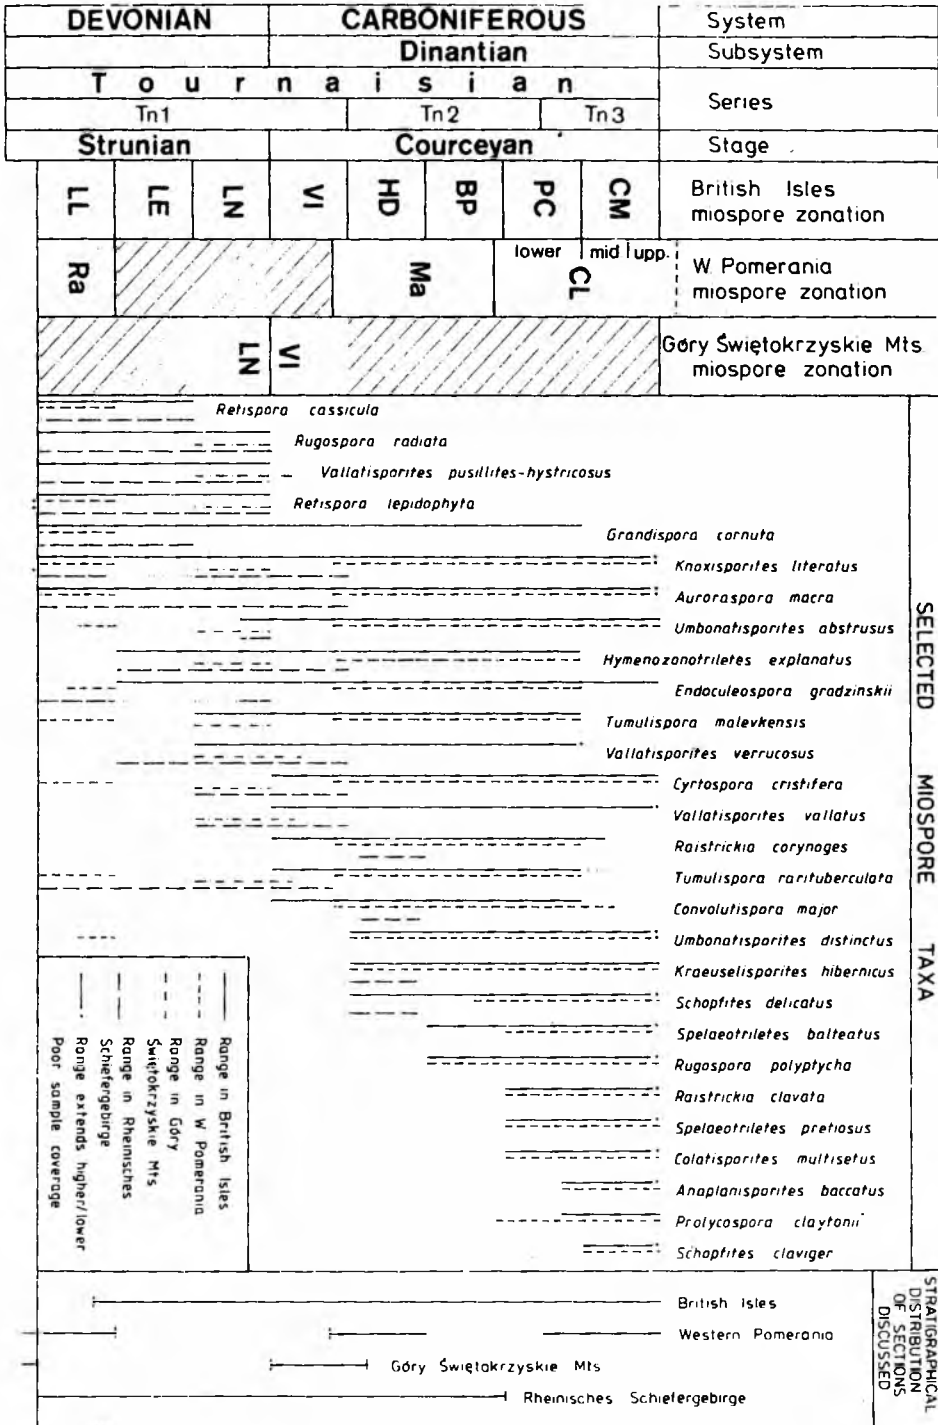 DEVONIAN CARBONIFEROUS System
Dinantian Subsystem
Tournaisian
Series
Tn1 Tn2 Tn3
Strunian Courceyan Stage
LL LE LN VI HD BP PC CM
British Isles
miospore zonation
Ra Ma lower mid upp. CL
W Pomerania
miospore zonation
LN VI
Góry Świętokrzyskie Mts
miospore zonation
Retispora cassicula
Rugospora radiata
Vallatisporites pusillites-hystricosus
Retispora lepidophyta
Grandispora cornuta
Knoxisporites literatus
Auroraspora macra
Umbonatisporites abstrusus
Hymenozonotriletes explanatus
Endoculeospora gradzinskii
Tumulispora malevkensis
Vallatisporites verrucosus
Cyrtospora cristifera
Vallatisporites vallatus
Raistrickia corynoges
Tumulispora rarituberculata
Convolutispora major
Umbonatisporites distinctus
Kraeuselisporites hibernicus
Schopfites delicatus
Spelaeotriletes balteatus
Rugospora polyptycha
Raistrickia clavata
Spelaeotriletes pretiosus
Colatisporites multisetus
Anaplanisporites baccatus
Prolycospora claytonii
Schopfites claviger
SELECTED MIOSPORE TAXA
Range in British Isles
Range in W Pomerania
Range in Góry
Świętokrzyskie Mts
Range in Rheinisches
Schiefergebirge
Range extends higher/lower
Poor sample coverage
British Isles
Western Pomerania
Góry Świętokrzyskie Mts
Rheinisches Schiefergebirge
STRATIGRAPHICAL
DISTRIBUTION
OF SECTIONS
DISCUSSED